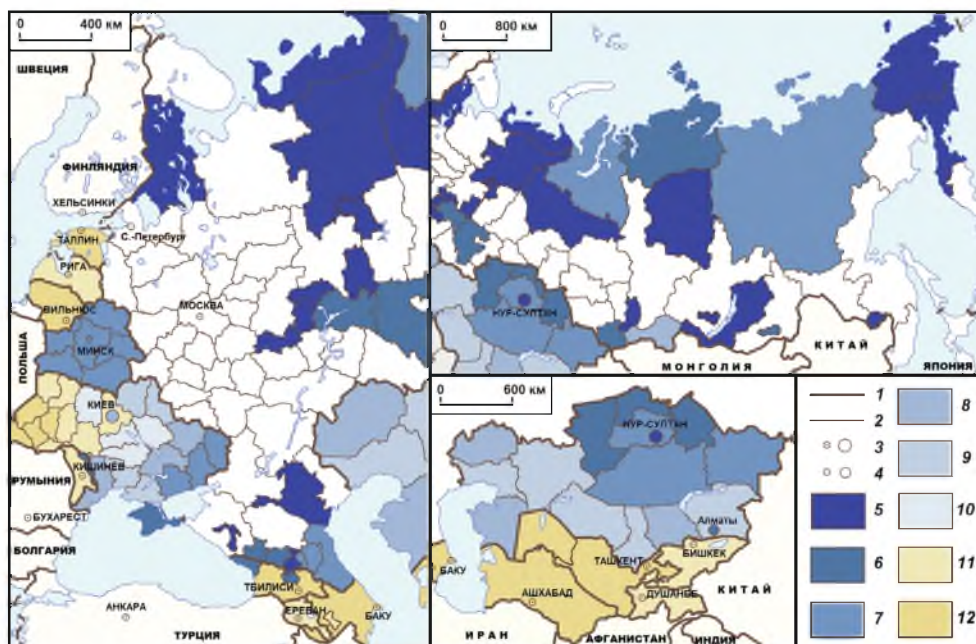 0 400 км
ШВЕЦИЯ
ФИНЛЯНДИЯ
ХЕЛЬСИНКИ
С.-Петербург
ТАЛЛИН
РИГА
ВИЛЬНЮС
МОСКВА
МИНСК
ПОЛЬША
КИЕВ
КИШИНЕВ
РУМЫНИЯ
БУХАРЕСТ
БОЛГАРИЯ
ТБИЛИСИ
ЕРЕВАН
БАКУ
АНКАРА
ТУРЦИЯ
0 800 км
НУР-СУЛТАН
МОНГОЛИЯ
КИТАЙ
ЯПОНИЯ
0 600 км
НУР-СУЛТАН
Алматы
БИШКЕК
ТАШКЕНТ
БАКУ
АШХАБАД
ДУШАНБЕ
КИТАЙ
ИРАН
АФГАНИСТАН
ИНДИЯ
1
2
3
4
5
6
7
8
9
10
11
12